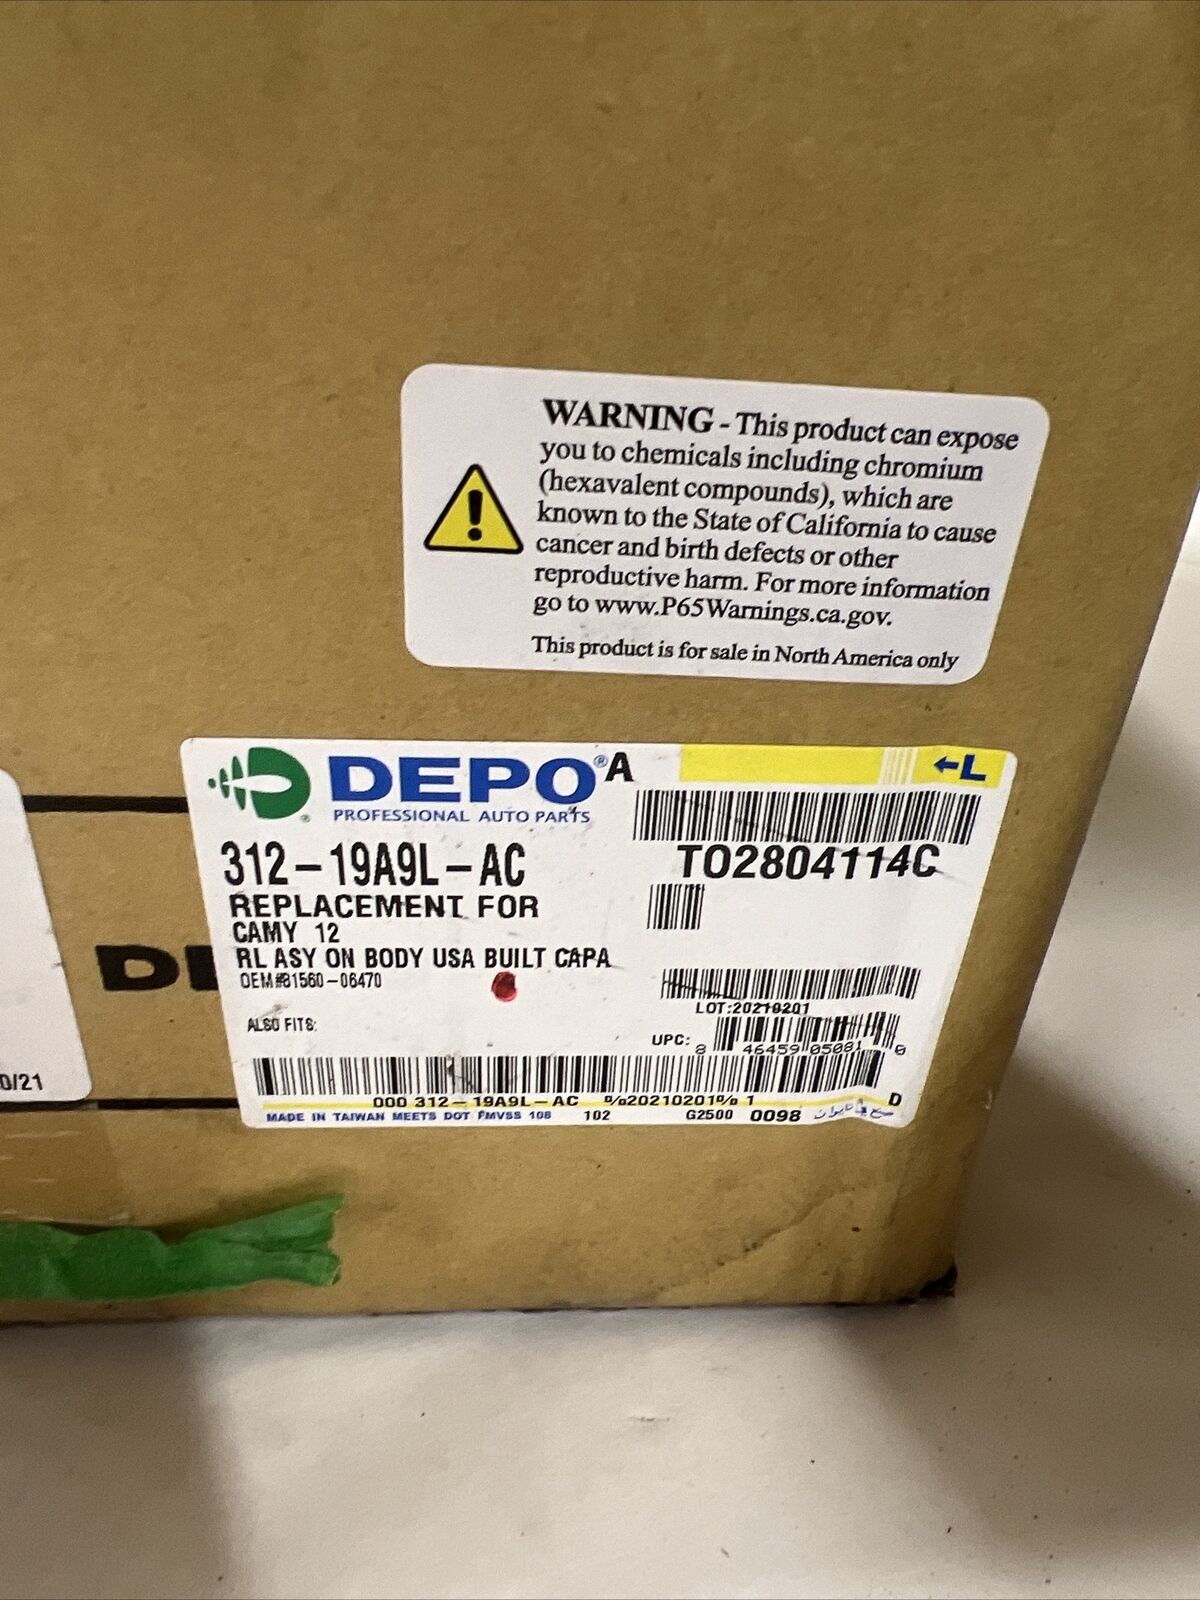 WARNING - This product can expose
you to chemicals including chromium
(hexavalent compounds), which are
known to the State of California to cause
cancer and birth defects or other
reproductive harm. For more information
go to www.P65Warnings.ca.gov.
This product is for sale in North America only
DEPO® A
←L
PROFESSIONAL AUTO PARTS
312-19A9L-AC
TO2804114C
REPLACEMENT FOR
CAMY 12
RL ASY ON BODY USA BUILT CAPA
OEM#81560-06470
LOT:20210201
ALSO FITS:
UPC: 8 46459 05081 0
000 312-19A9L-AC %20210201% 1 D
MADE IN TAIWAN MEETS DOT FMVSS 108 102 G2500 0098
0/21